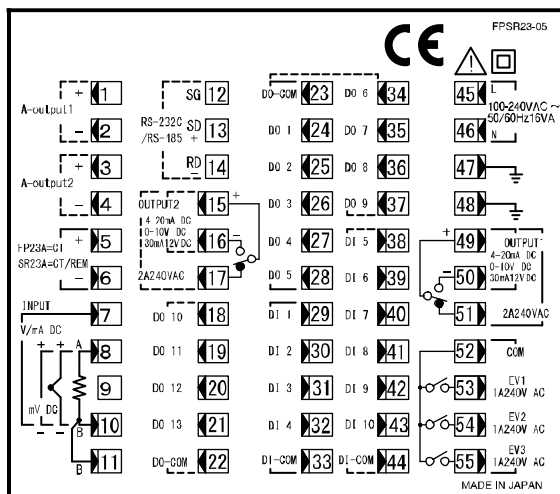 FPSR23-05
CE
A-output1
+ 1
- 2
A-output2
+ 3
- 4
FP23A=CT
SR23A=CT/REM
+ 5
- 6
INPUT
V/mA DC
7
+ + A 8
9
mV DC
- - B 10
B 11
RS-232C
/RS-185
SG 12
SD + 13
RD - 14
OUTPUT2
4-20mA DC
0-10V DC
30mA12V DC
2A240VAC
+ 15
- 16
17
DO 10 18
DO 11 19
DO 12 20
DO 13 21
DO-COM 22
DO-COM 23
DO 1 24
DO 2 25
DO 3 26
DO 4 27
DO 5 28
DI 1 29
DI 2 30
DI 3 31
DI 4 32
DI-COM 33
DO 6 34
DO 7 35
DO 8 36
DO 9 37
DI 5 38
DI 6 39
DI 7 40
DI 8 41
DI 9 42
DI 10 43
DI-COM 44
45 L
100-240VAC ~
50/60Hz16VA
46 N
47
48
+ 49
- 50
51
OUTPUT1
4-20mA DC
0-10V DC
30mA12V DC
2A240VAC
52 COM
53 EV1
1A240V AC
54 EV2
1A240V AC
55 EV3
1A240V AC
MADE IN JAPAN